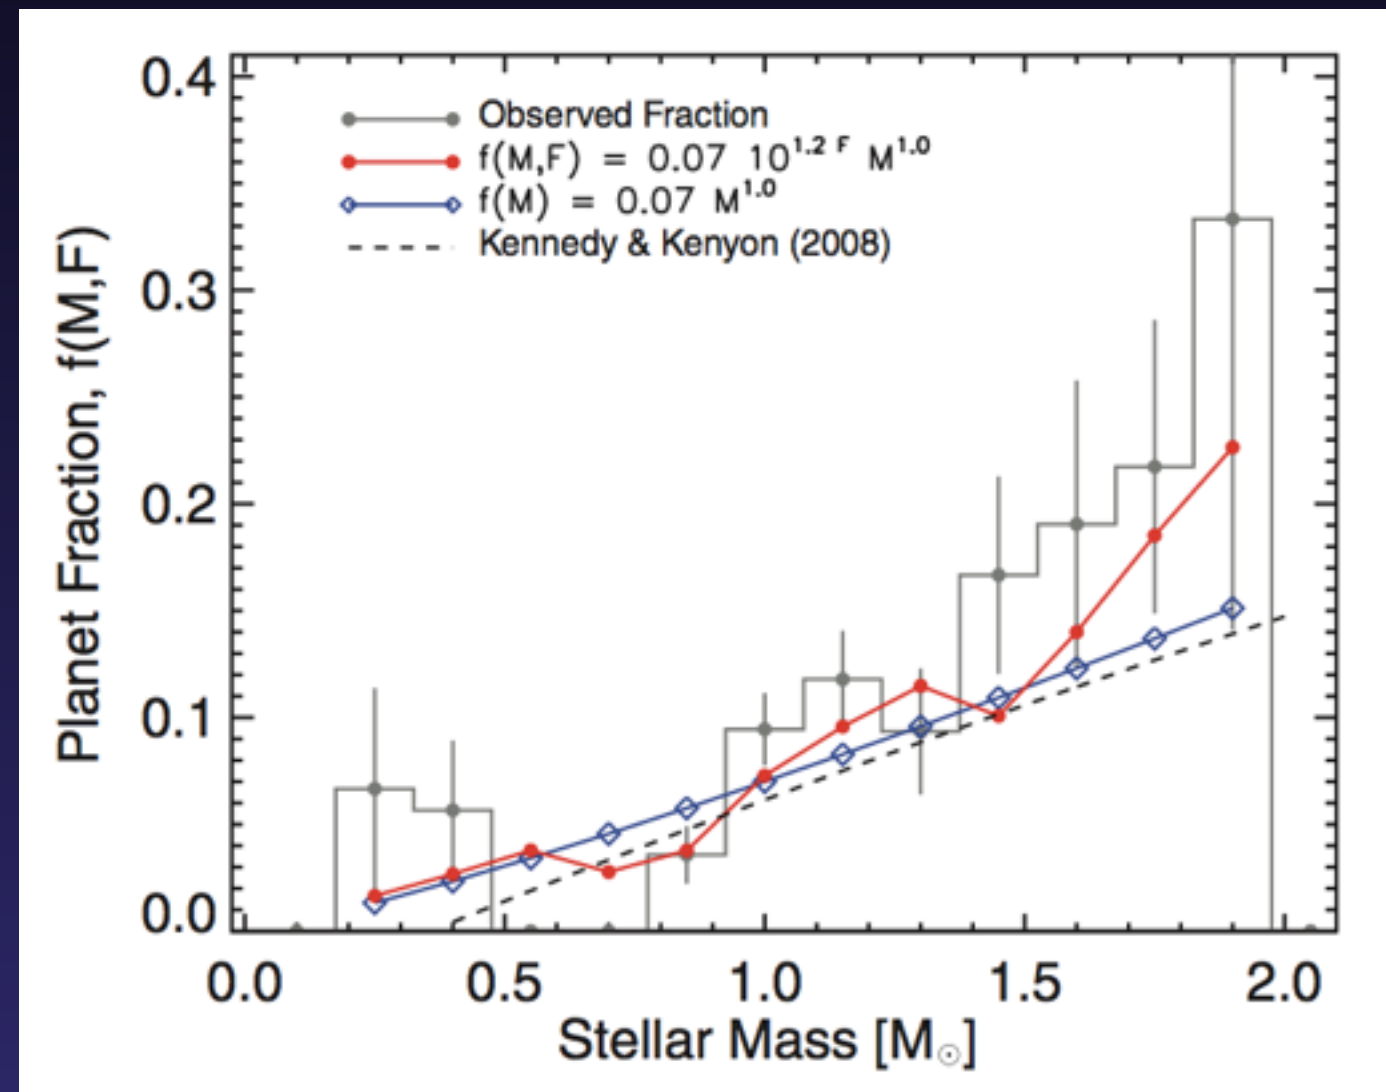 0.4
0.3
0.2
0.1
0.0
Planet Fraction, f(M,F)
Observed Fraction
f(M,F) = 0.07 10^1.2 F M^1.0
f(M) = 0.07 M^1.0
Kennedy & Kenyon (2008)
0.0 0.5 1.0 1.5 2.0
Stellar Mass [M☉]